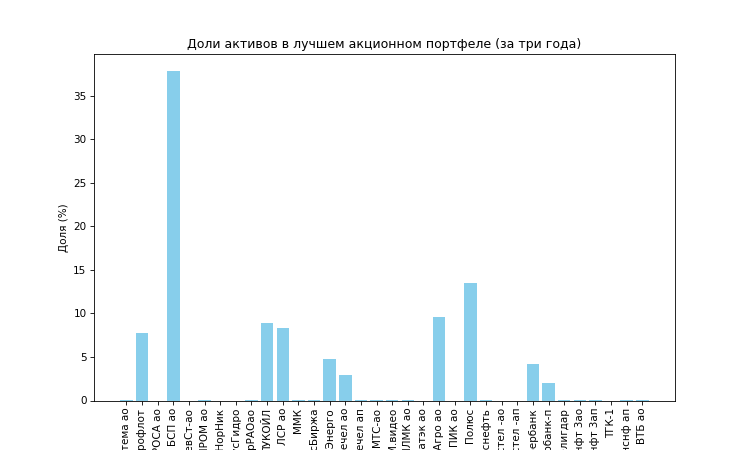 Доли активов в лучшем акционном портфеле (за три года)
Доля (%)
35
30
25
20
15
10
5
0
тема ао
рофлот
РОСА ао
БСП ао
евСт-ао
ПРОМ ао
НорНик
сГидро
рРАОао
ЛУКОЙЛ
ЛСР ао
ММК
сБиржа
Энерго
ечел ао
ечел ап
МТС-ао
М.видео
ЛМК ао
атэк ао
Агро ао
ПИК ао
Полюс
снефть
стел -ао
стел -ап
ербанк
рбанк-п
лигдар
нфт 3ао
нфт 3ап
ТГК-1
нснф ап
ВТБ ао